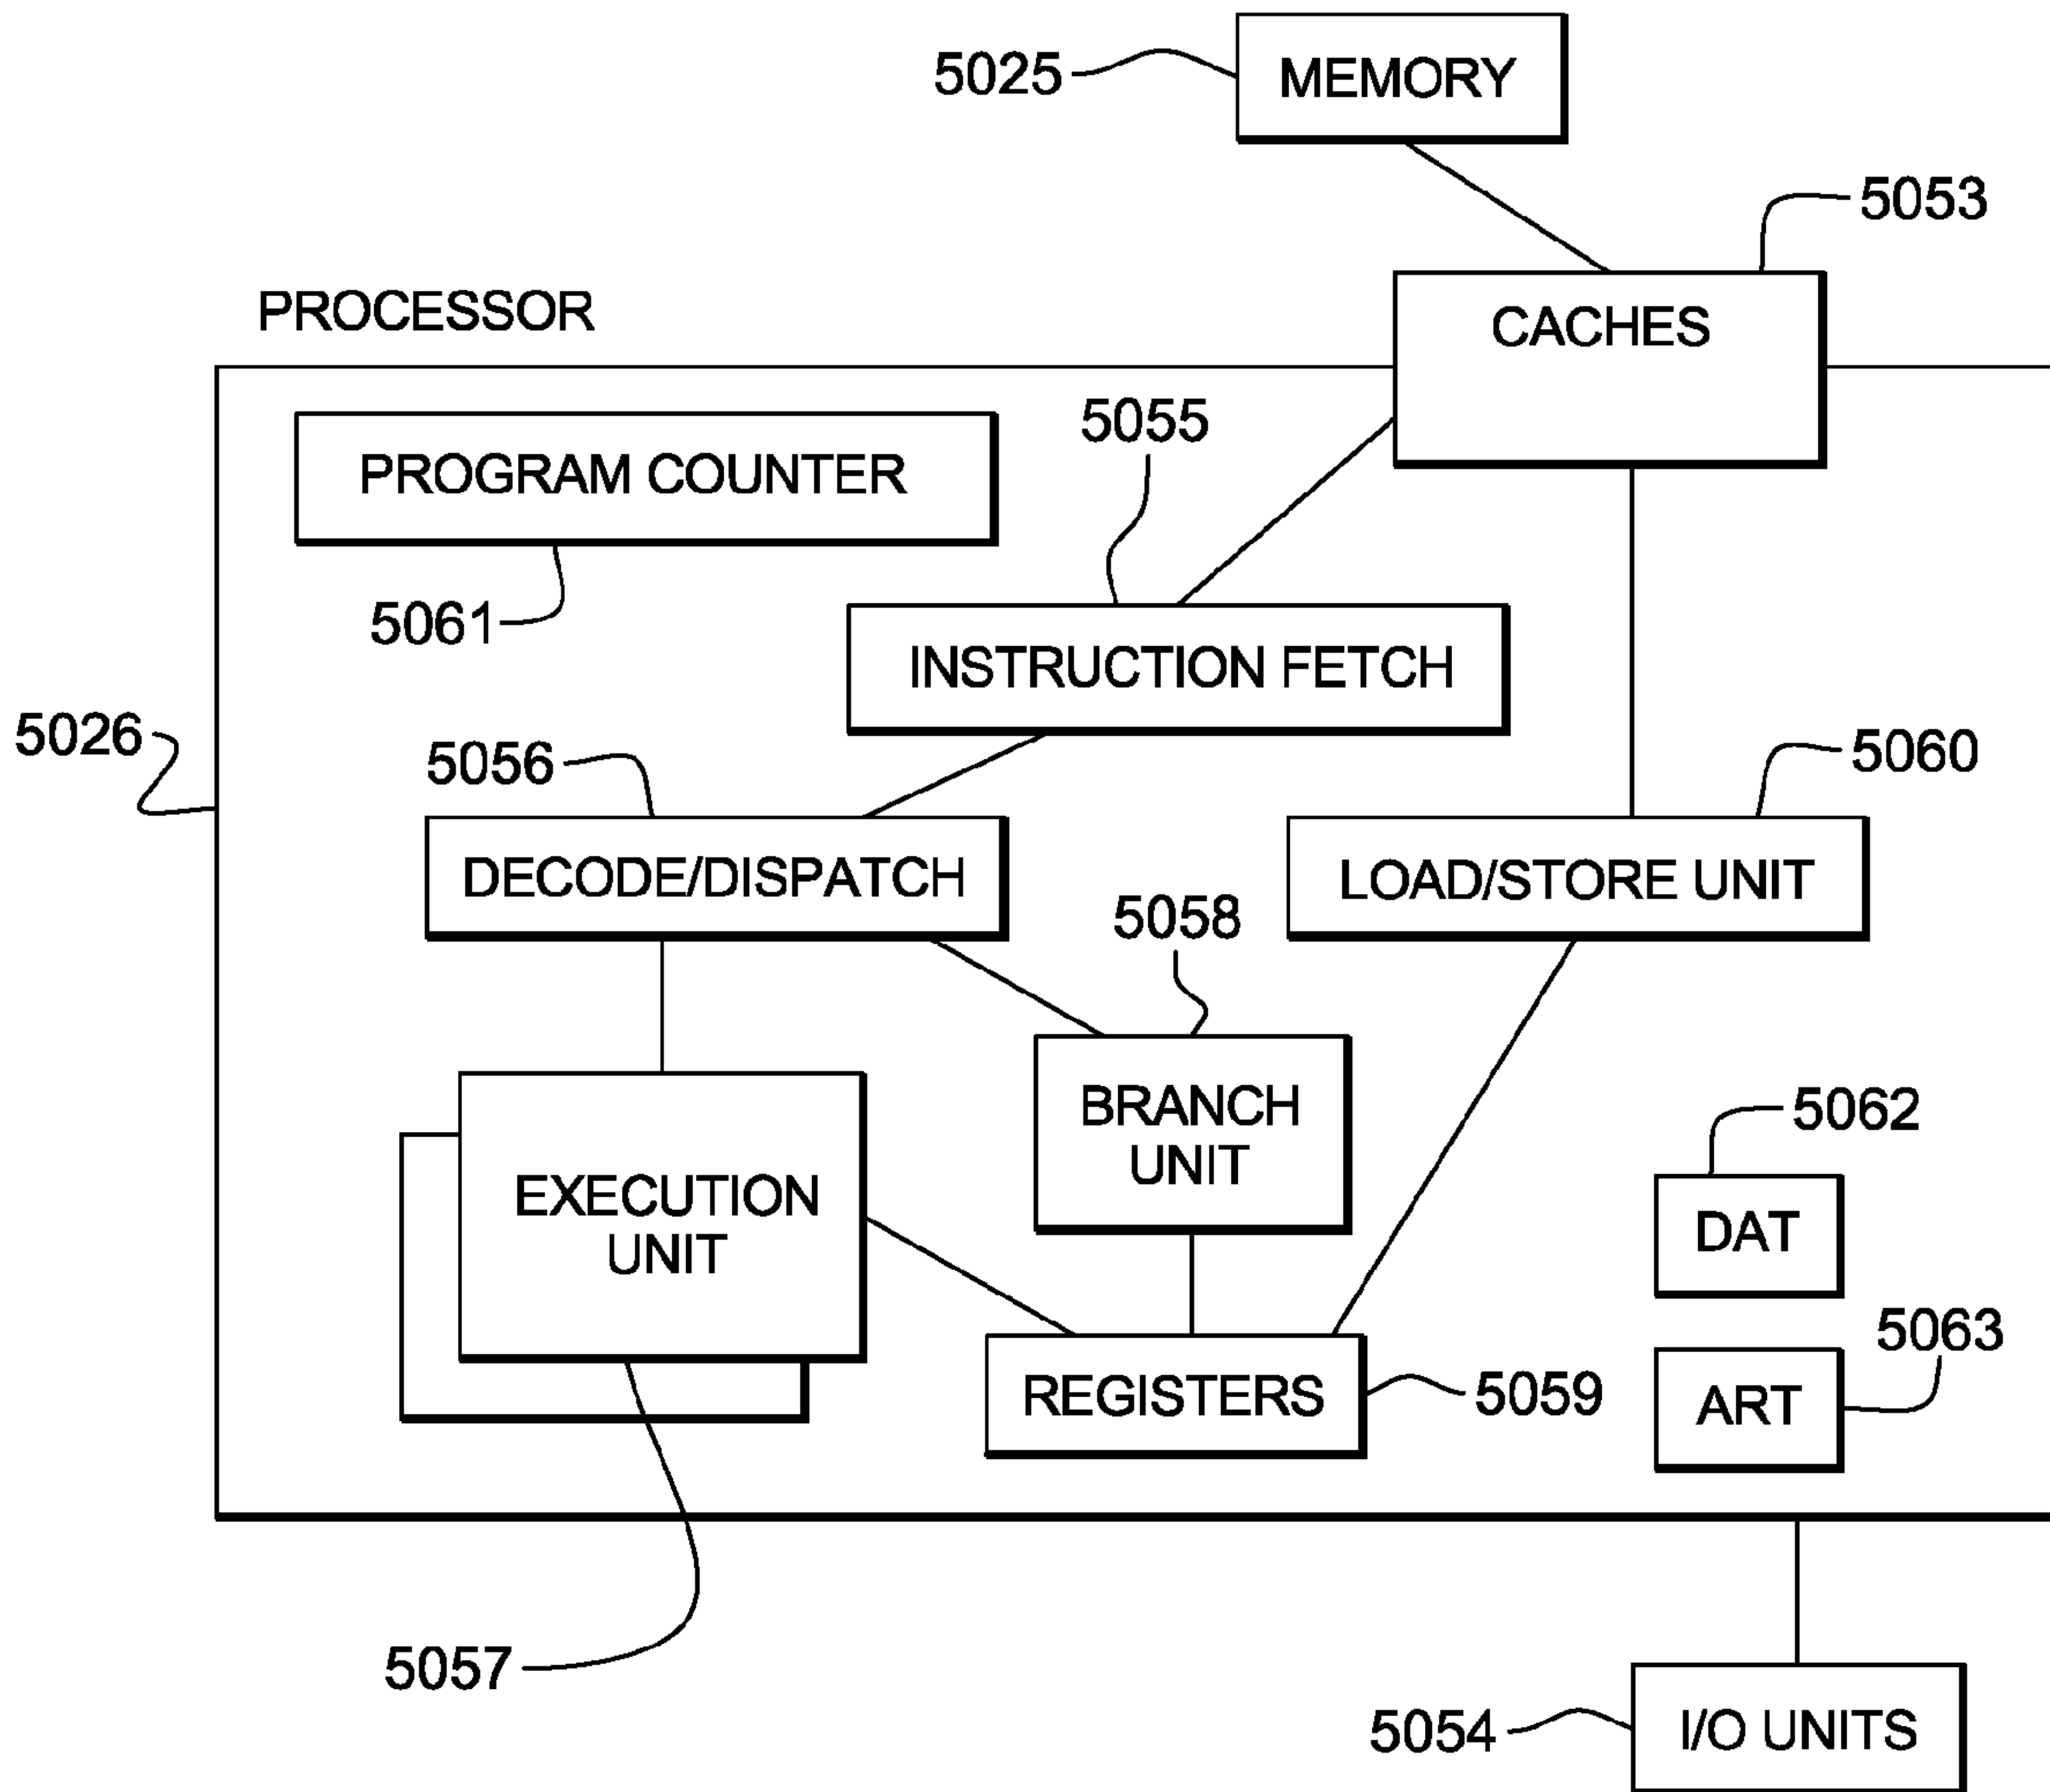 5025
MEMORY
5053
PROCESSOR
CACHES
5055
PROGRAM COUNTER
5061
INSTRUCTION FETCH
5026
5056
5060
DECODE/DISPATCH
LOAD/STORE UNIT
5058
BRANCH
UNIT
5062
EXECUTION
UNIT
DAT
5063
REGISTERS
5059
ART
5057
5054
I/O UNITS